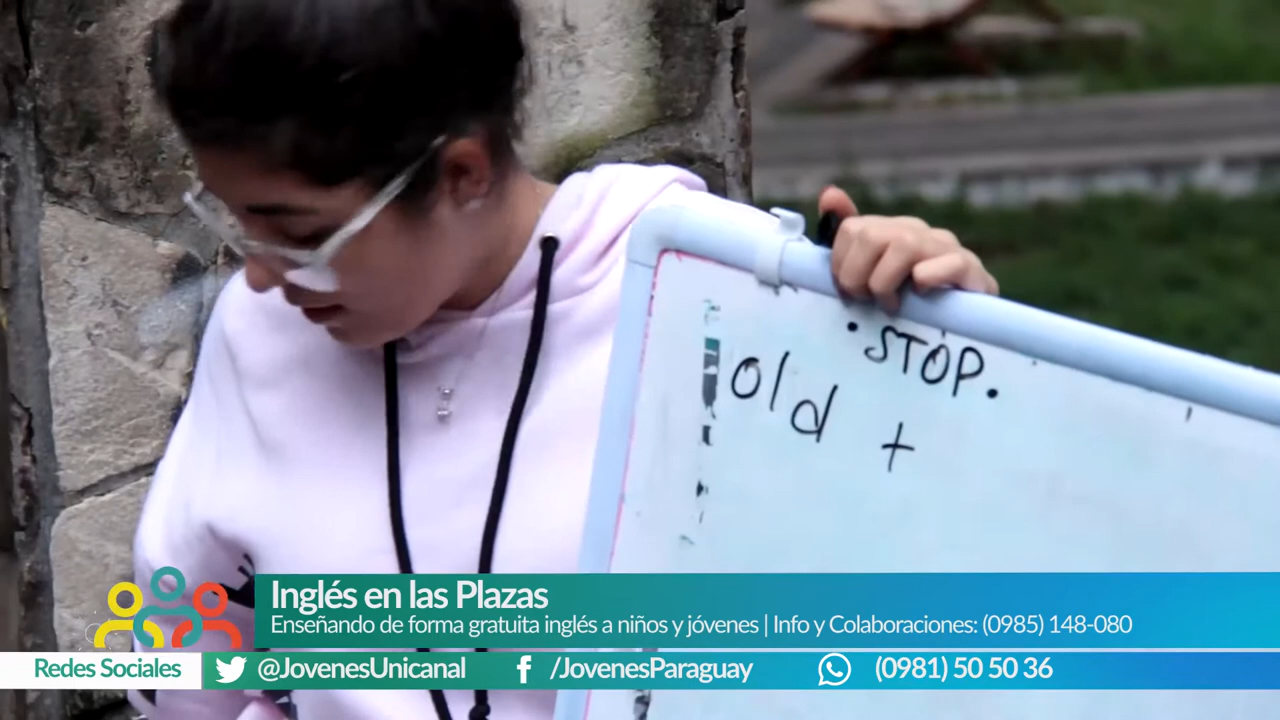 • STOP.
old +
Inglés en las Plazas
Enseñando de forma gratuita inglés a niños y jóvenes | Info y Colaboraciones: (0985) 148-080
Redes Sociales @JovenesUnicanal /JovenesParaguay (0981) 50 50 36